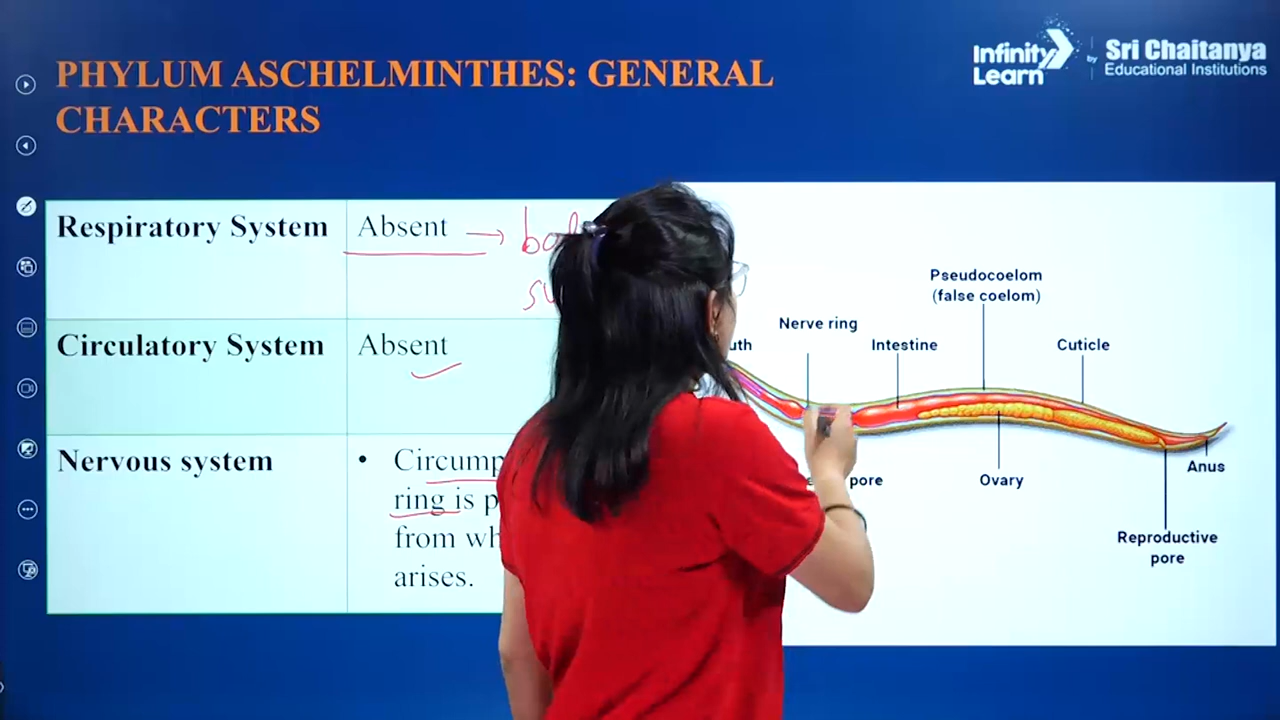 PHYLUM ASCHELMINTHES: GENERAL
CHARACTERS
Infinity
Learn
by
Sri Chaitanya
Educational Institutions
Respiratory System
Absent →
Circulatory System
Absent
Nervous system
• Circump
ring is p
from wh
arises.
Pseudocoelom
(false coelom)
Nerve ring
uth
Intestine
Cuticle
pore
Ovary
Anus
Reproductive
pore